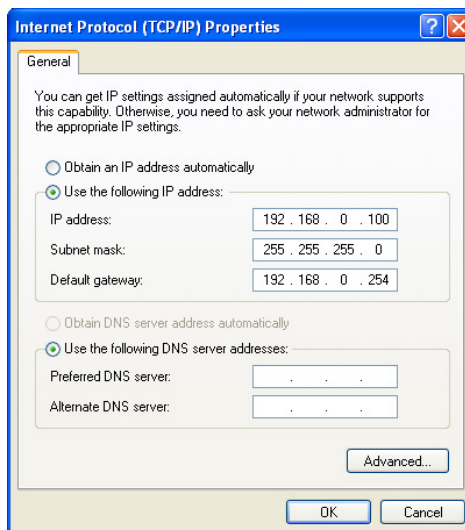 Internet Protocol (TCP/IP) Properties
General
You can get IP settings assigned automatically if your network supports
this capability. Otherwise, you need to ask your network administrator for
the appropriate IP settings.
Obtain an IP address automatically
Use the following IP address:
IP address: 192 . 168 . 0 . 100
Subnet mask: 255 . 255 . 255 . 0
Default gateway: 192 . 168 . 0 . 254
Obtain DNS server address automatically
Use the following DNS server addresses:
Preferred DNS server: . . .
Alternate DNS server: . . .
Advanced...
OK Cancel